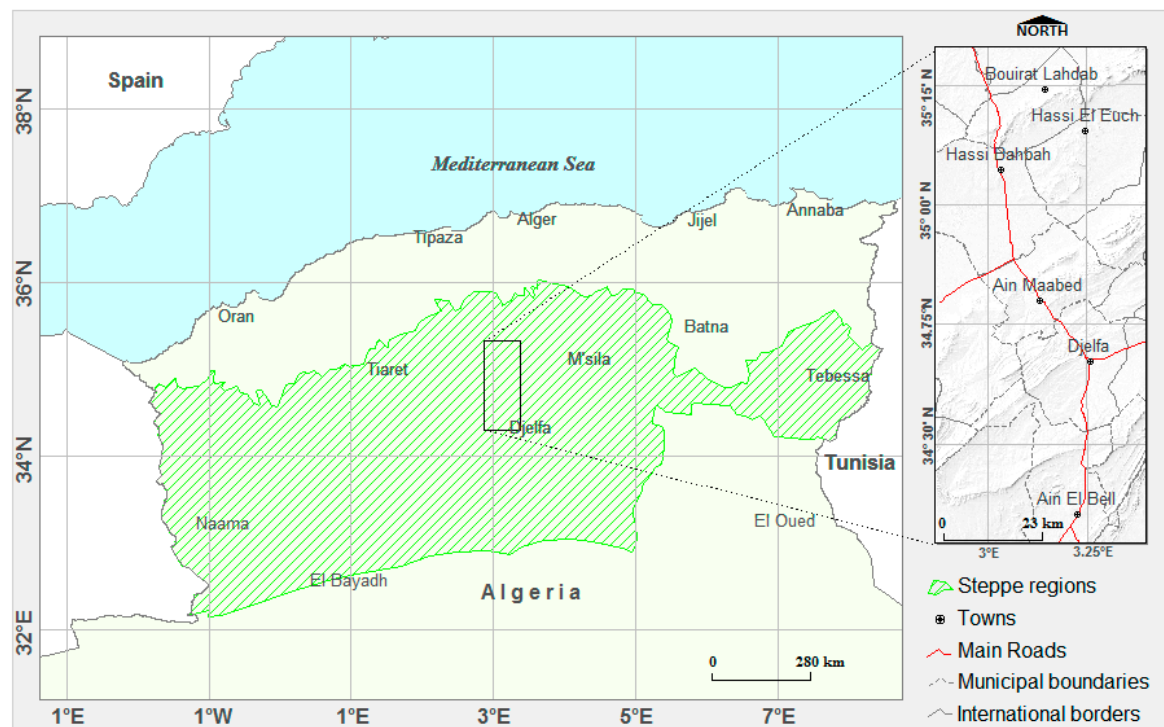 Spain
Mediterranean Sea
Alger
Tipaza
Jijel
Annaba
Oran
Batna
M'sila
Tiaret
Tebessa
Djelfa
Tunisia
Naama
El Oued
El Bayadh
Algeria
0 280 km
38°N
36°N
34°N
32°E
1°E 1°W 1°E 3°E 5°E 7°E
NORTH
Bouirat Lahdab
Hassi El Euch
Hassi Bahbah
Ain Maabed
Djelfa
Ain El Bell
0 23 km
35° 15' N
35° 00' N
34.75° N
34° 30' N
3°E 3.25°E
Steppe regions
Towns
Main Roads
Municipal boundaries
International borders